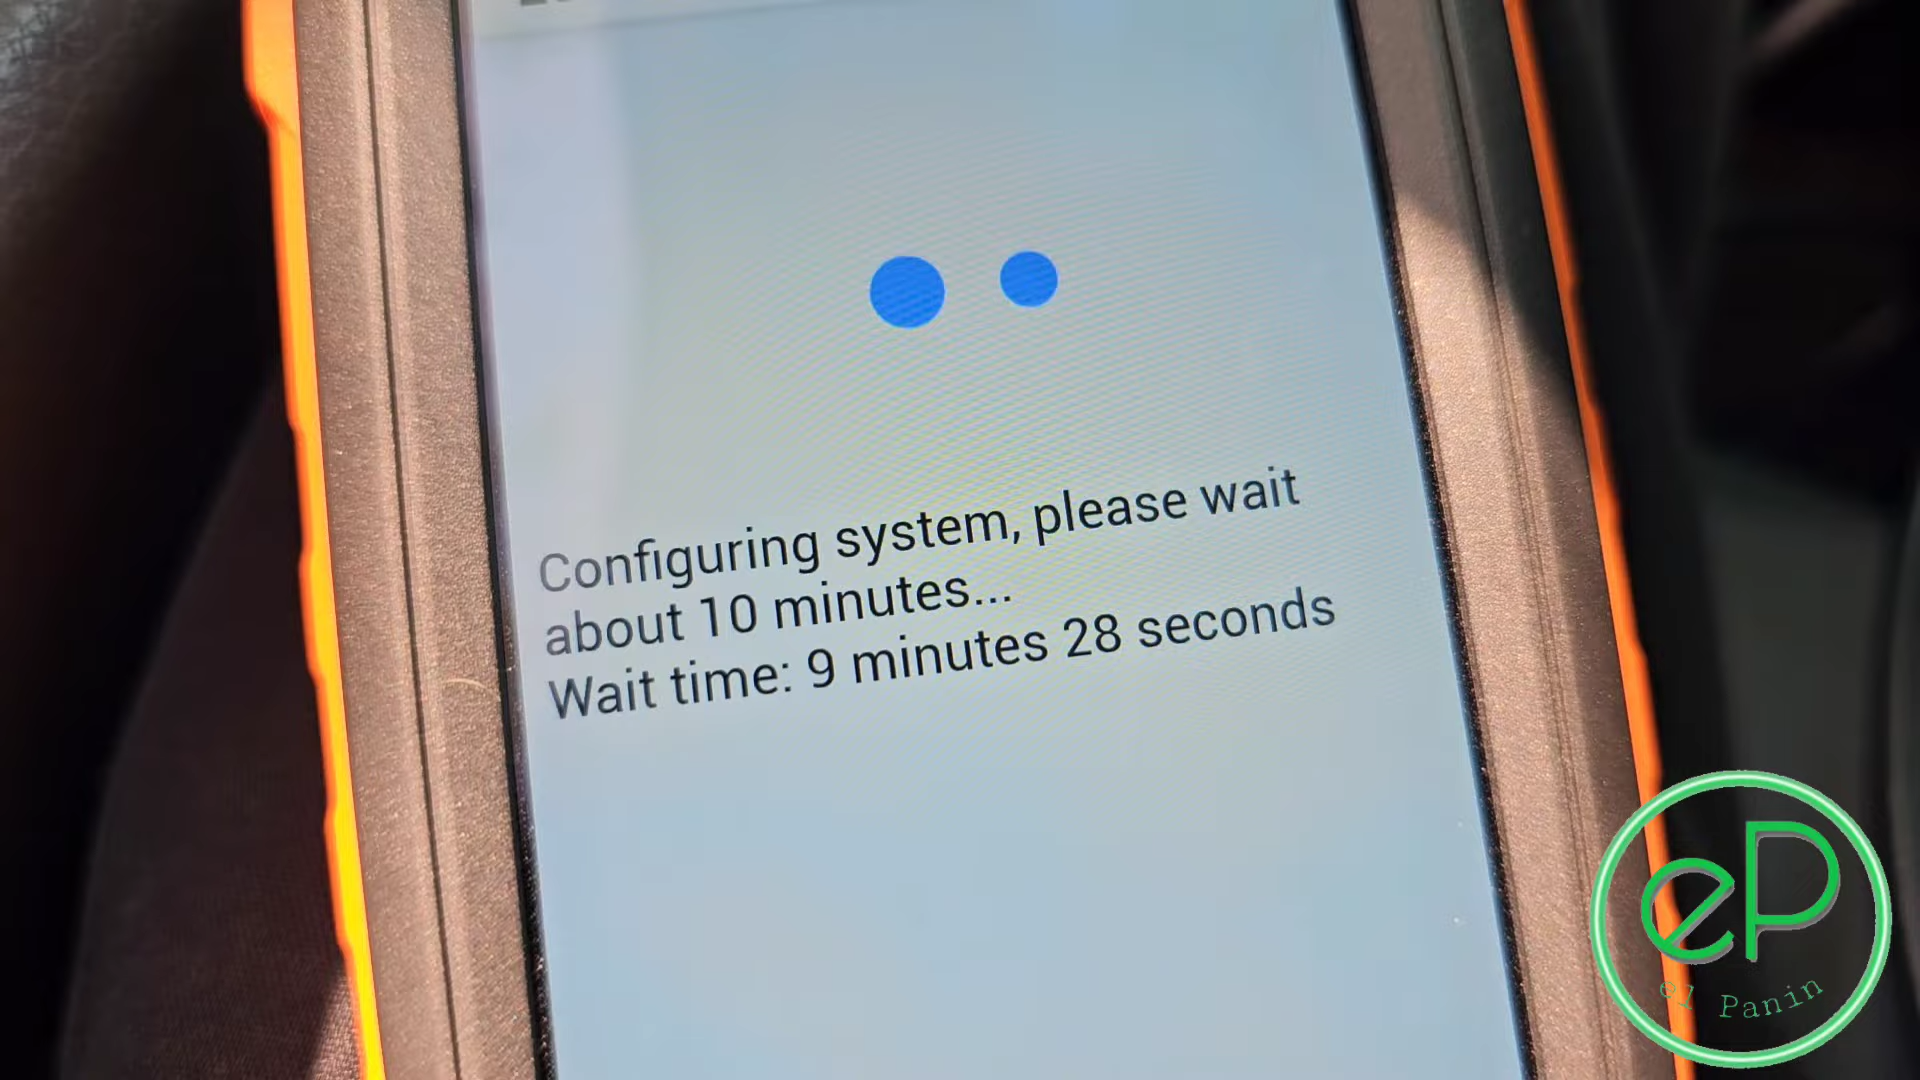 Configuring system, please wait
about 10 minutes...
Wait time: 9 minutes 28 seconds
eP
el Panin